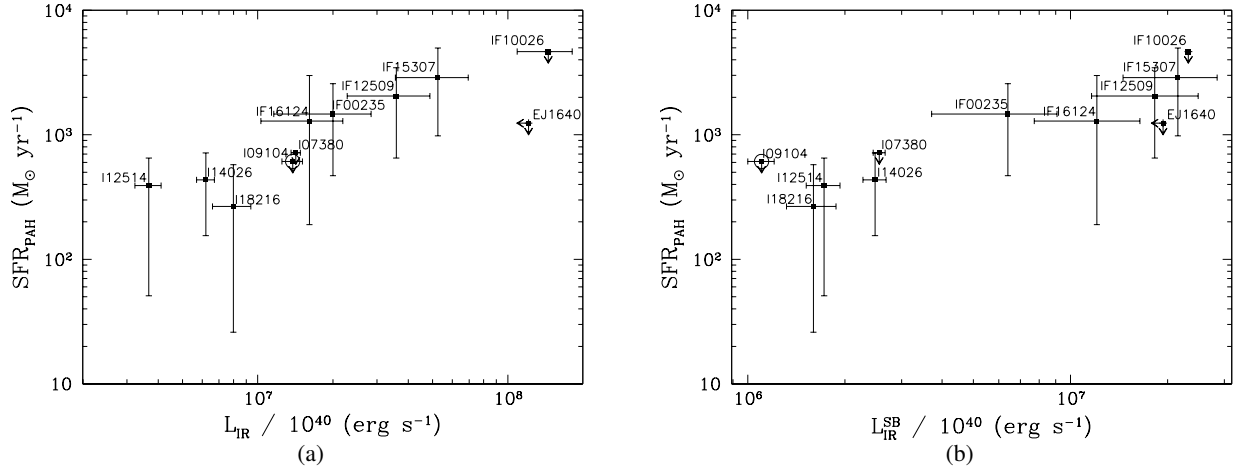 10⁴
10³
10²
10
SFR_PAH (M⊙ yr⁻¹)
IF10026
IF15307
IF12509
EJ1640
IF16124
IF00235
I09104
I07380
I12514
I14026
I18216
10⁷
10⁸
L_IR / 10⁴⁰ (erg s⁻¹)
(a)
10⁴
10³
10²
10
SFR_PAH (M⊙ yr⁻¹)
IF10026
IF15307
IF12509
EJ1640
IF00235
IF16124
I07380
I09104
I12514
I14026
I18216
10⁶
10⁷
L_IR^SB / 10⁴⁰ (erg s⁻¹)
(b)